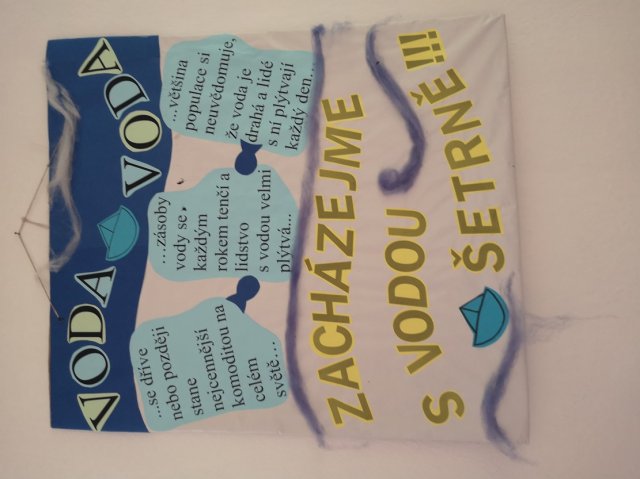 VODA VODA
...se dříve
nebo později
stane
nejcennější
komoditou na
celém
světě...
...zásoby
vody se
každým
rokem tenčí a
lidstvo
s vodou velmi
plýtvá...
...většina
populace si
neuvědomuje,
že voda je
drahá a lidé
s ní plýtvají
každý den...
ZACHÁZEJME
S VODOU
ŠETRNĚ!!!